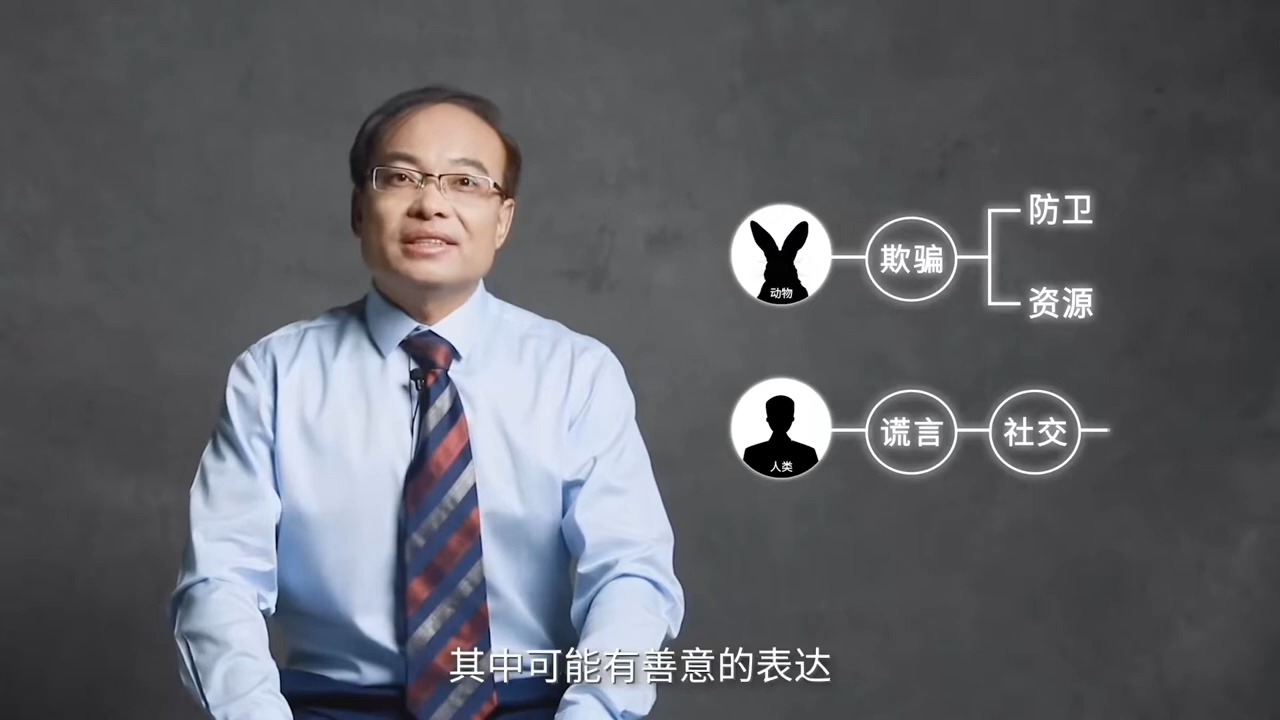 防卫
动物
欺骗
资源
人类
谎言
社交
其中可能有善意的表达